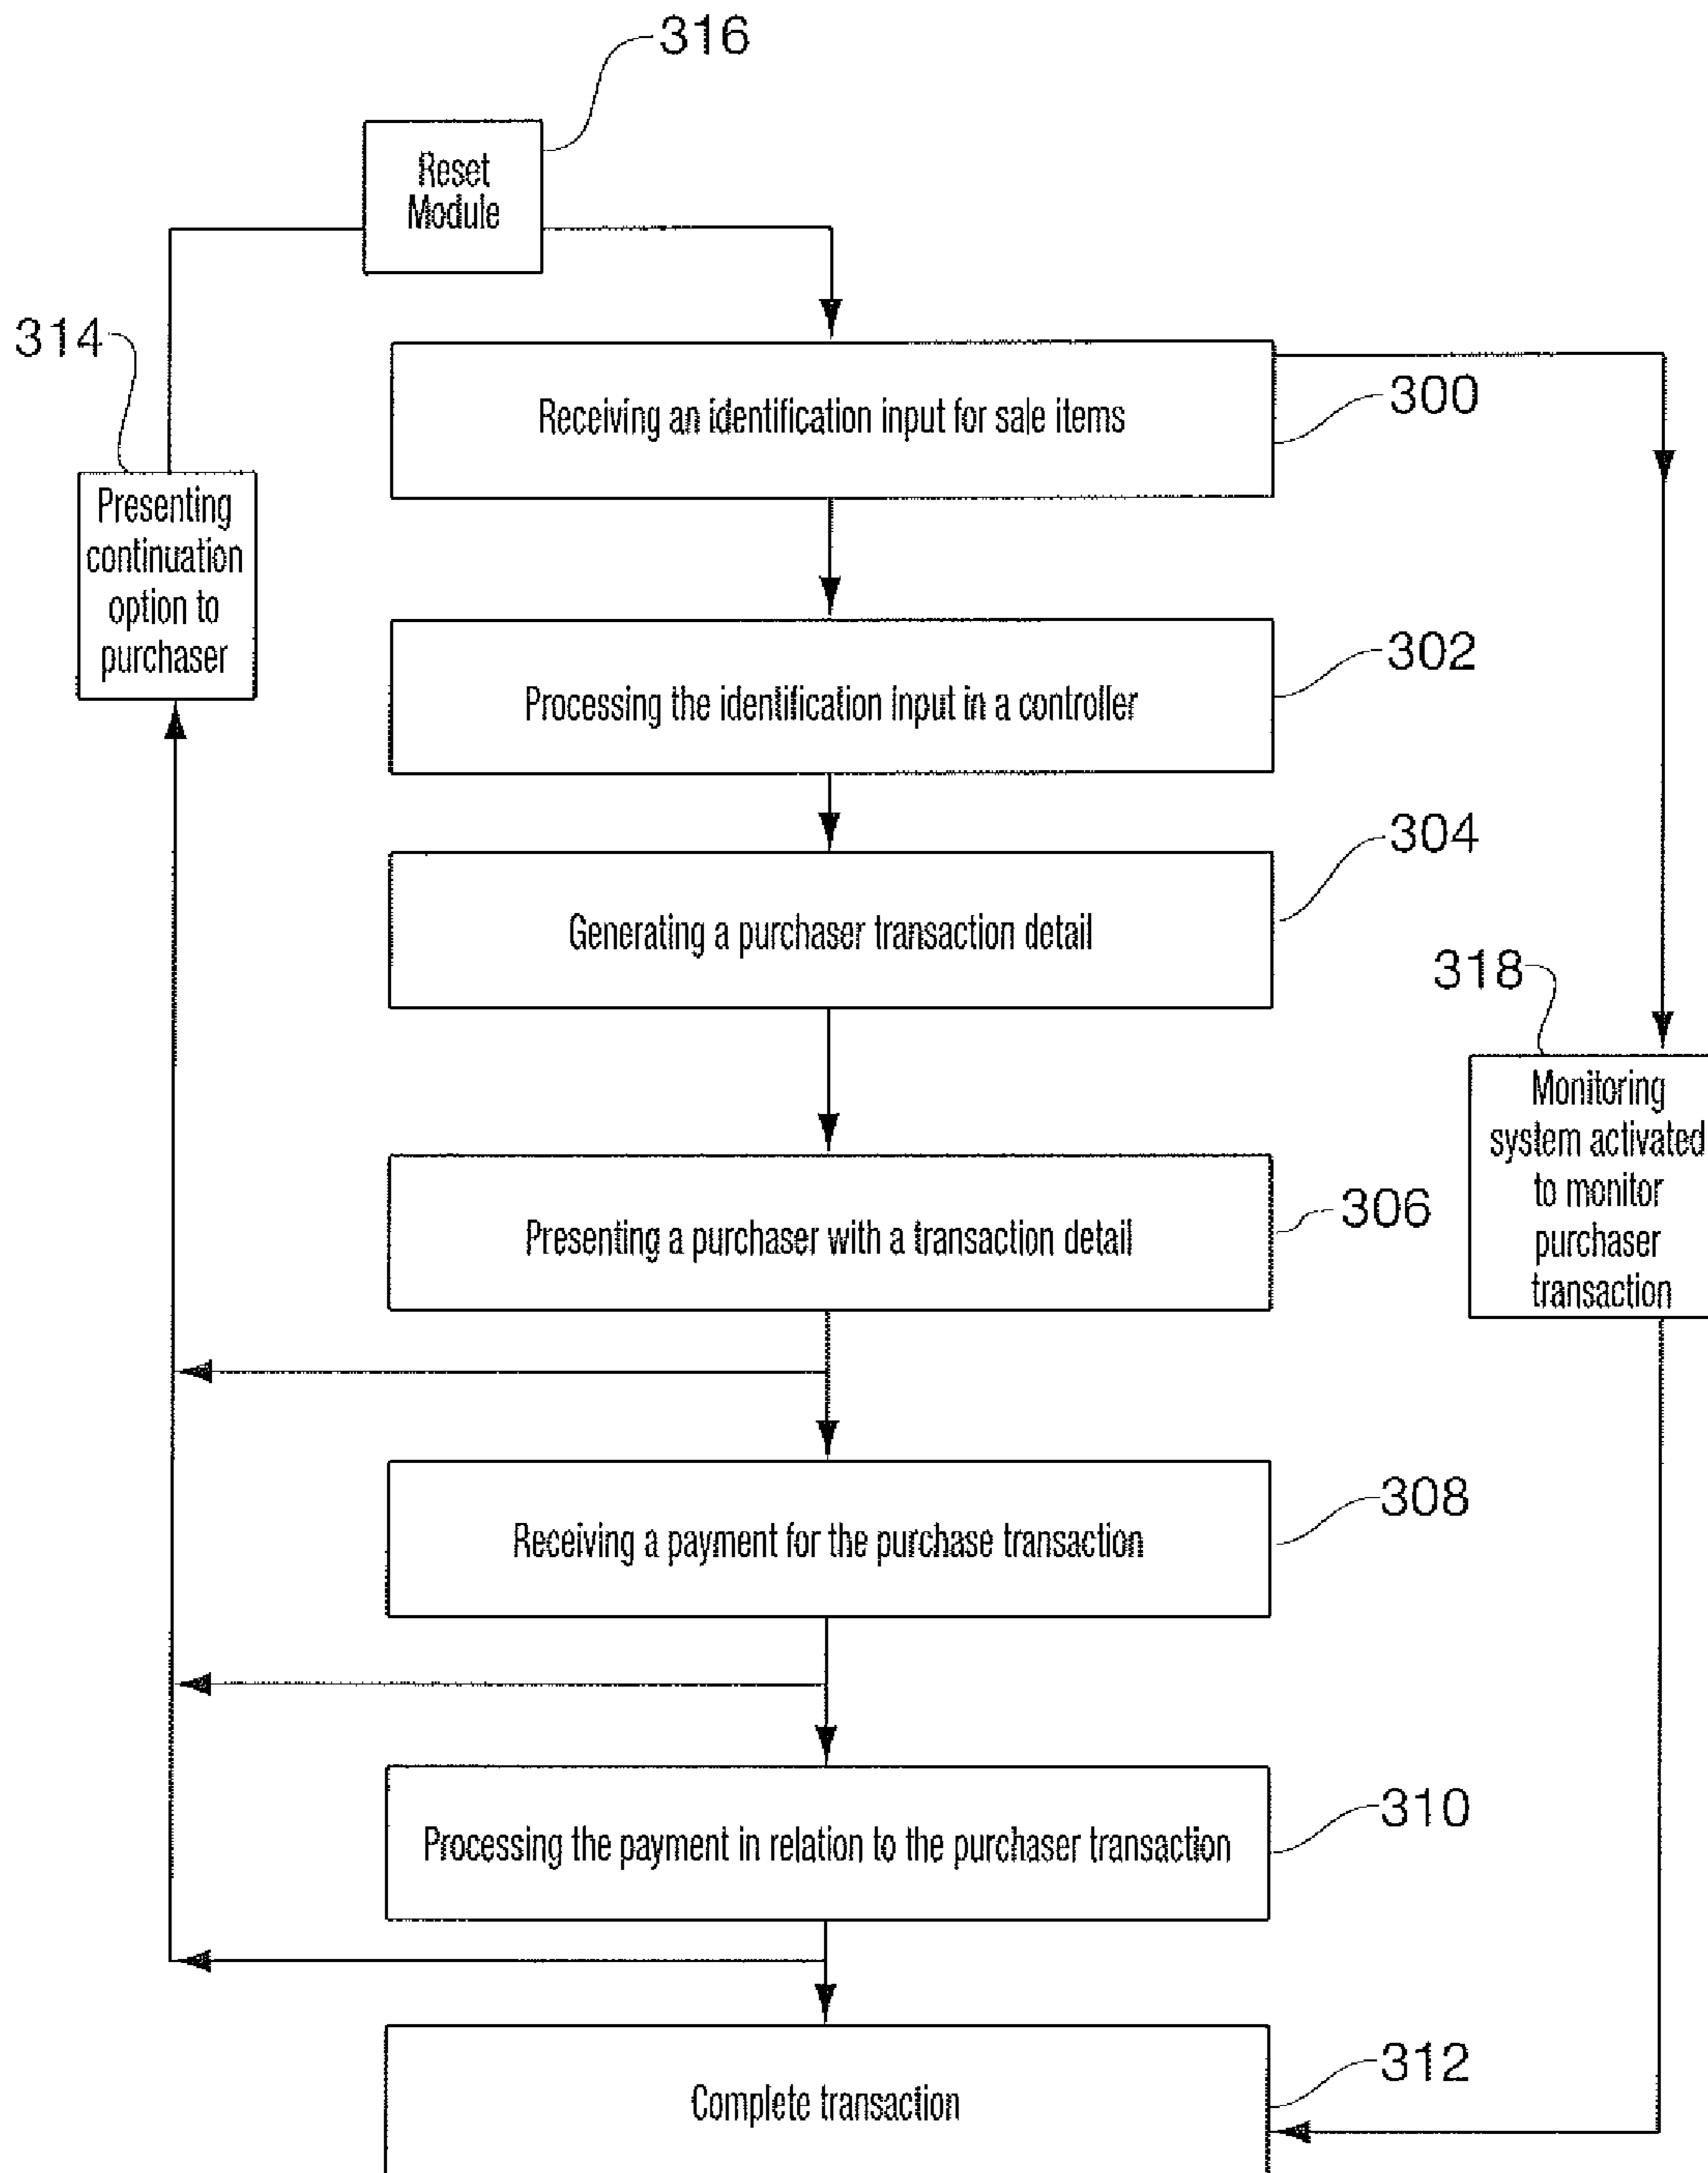 316
Reset
Module
314
Receiving an identification input for sale items
300
Presenting
continuation
option to
purchaser
302
Processing the identification input in a controller
304
Generating a purchaser transaction detail
318
Monitoring
system activated
to monitor
purchaser
transaction
306
Presenting a purchaser with a transaction detail
308
Receiving a payment for the purchase transaction
310
Processing the payment in relation to the purchaser transaction
312
Complete transaction